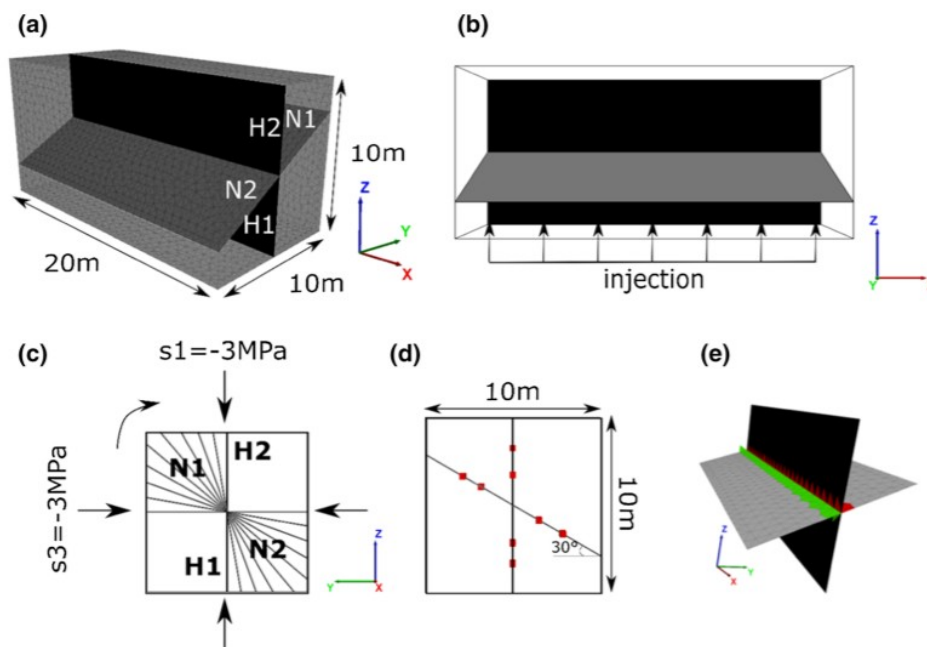 (a)
H2
N1
N2
H1
10m
20m
10m
Z
Y
X
(b)
injection
Z
Y
(c)
s1=-3MPa
s3=-3MPa
H2
N1
N2
H1
Z
Y
X
(d)
10m
10m
30°
(e)
Z
Y
X